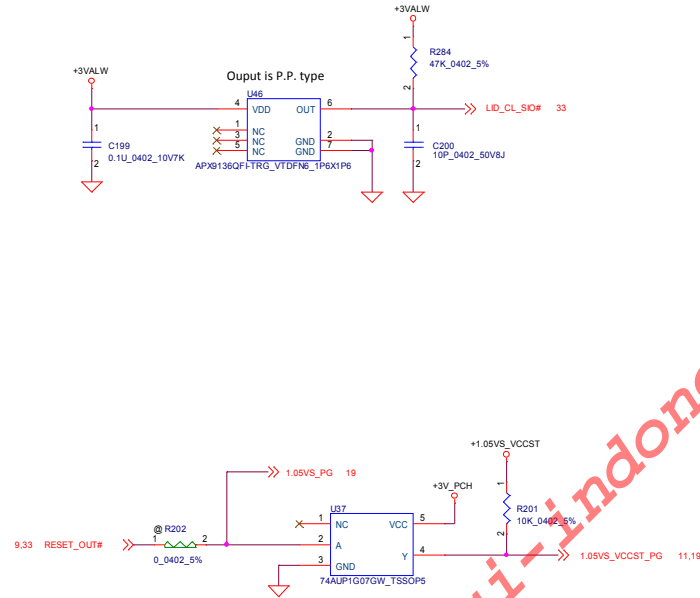 +3VALW
1
R284
47K_0402_5%
2
+3VALW
Ouput is P.P. type
U46
4 VDD OUT 6
LID_CL_SIO# 33
1 NC
3 NC
5 NC
GND 2
GND 7
1
C199
0.1U_0402_10V7K
2
1
C200
10P_0402_50V8J
2
APX9136QFI-TRG_VTDFN6_1P6X1P6
+1.05VS_VCCST
1.05VS_PG 19
+3V_PCH
1
R201
10K_0402_5%
2
U37
1 NC VCC 5
@ R202
9,33 RESET_OUT#
1 2
0_0402_5%
2 A
Y 4
3 GND
1.05VS_VCCST_PG 11,19
74AUP1G07GW_TSSOP5
i-indon